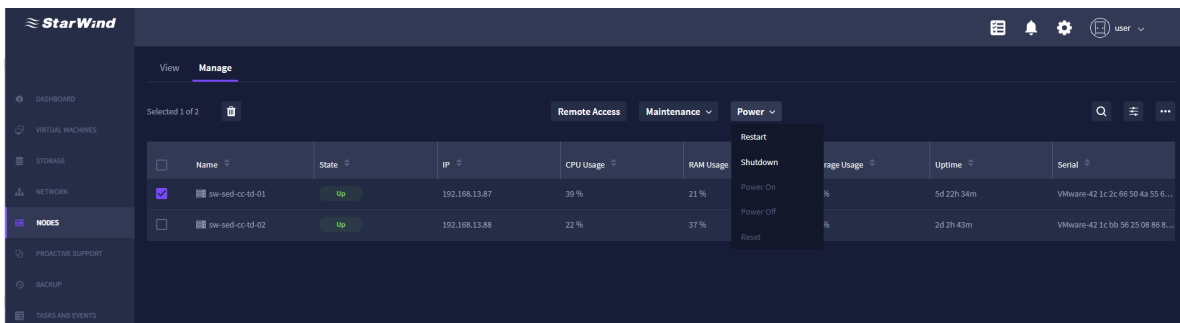 StarWind
user
View Manage
DASHBOARD
Selected 1 of 2 Remote Access Maintenance Power
VIRTUAL MACHINES
Restart
STORAGE
Name State IP CPU Usage RAM Usage Shutdown rage Usage Uptime Serial
NETWORK
sw-sed-cc-td-01 Up 192.168.13.87 39 % 21 % Power On % 5d 22h 34m VMware-42 1c 2c 66 50 4a 55 6...
Power Off
NODES
sw-sed-cc-td-02 Up 192.168.13.88 22 % 37 % % 2d 2h 43m VMware-42 1c bb 56 25 08 86 8...
Reset
PROACTIVE SUPPORT
BACKUP
TASKS AND EVENTS